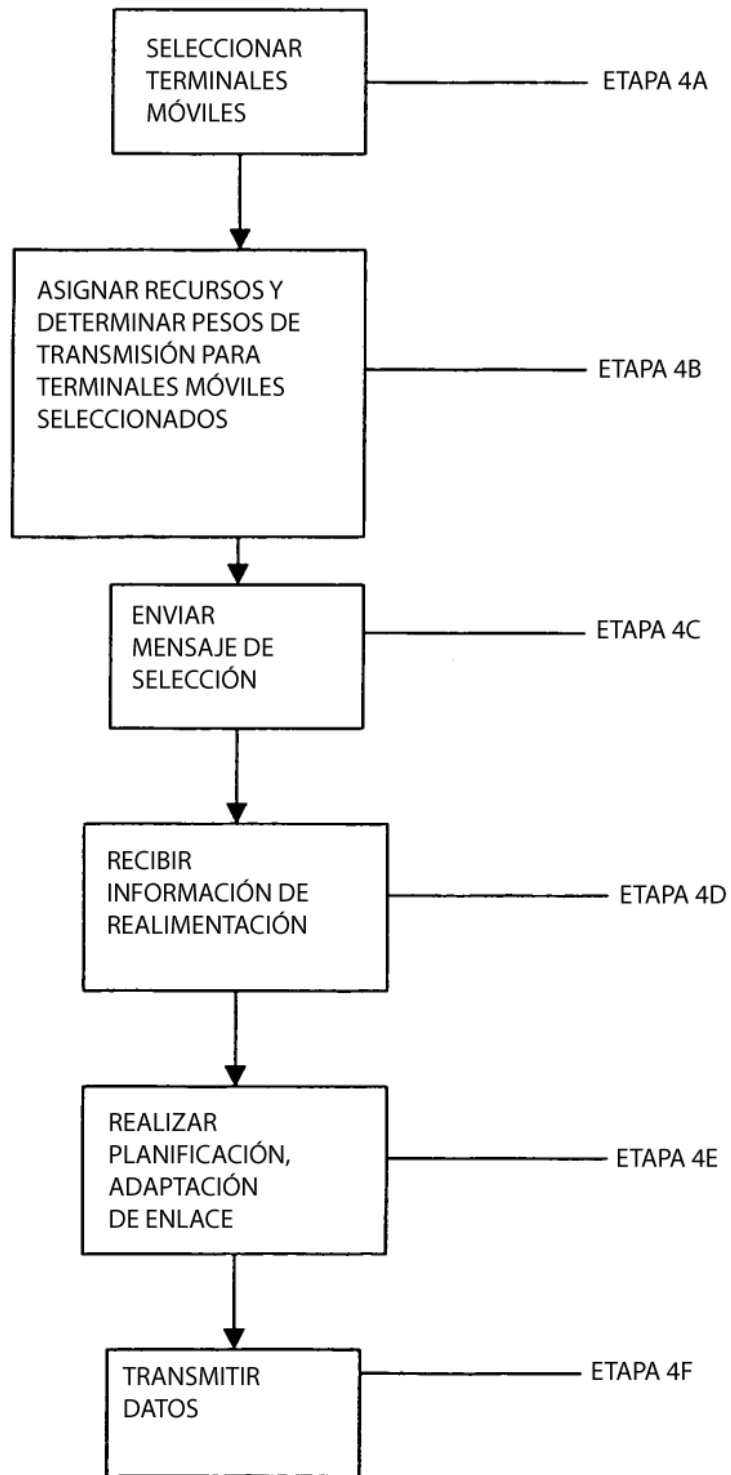 SELECCIONAR
TERMINALES
MÓVILES
ETAPA 4A
ASIGNAR RECURSOS Y
DETERMINAR PESOS DE
TRANSMISIÓN PARA
TERMINALES MÓVILES
SELECCIONADOS
ETAPA 4B
ENVIAR
MENSAJE DE
SELECCIÓN
ETAPA 4C
RECIBIR
INFORMACIÓN DE
REALIMENTACIÓN
ETAPA 4D
REALIZAR
PLANIFICACIÓN,
ADAPTACIÓN
DE ENLACE
ETAPA 4E
TRANSMITIR
DATOS
ETAPA 4F